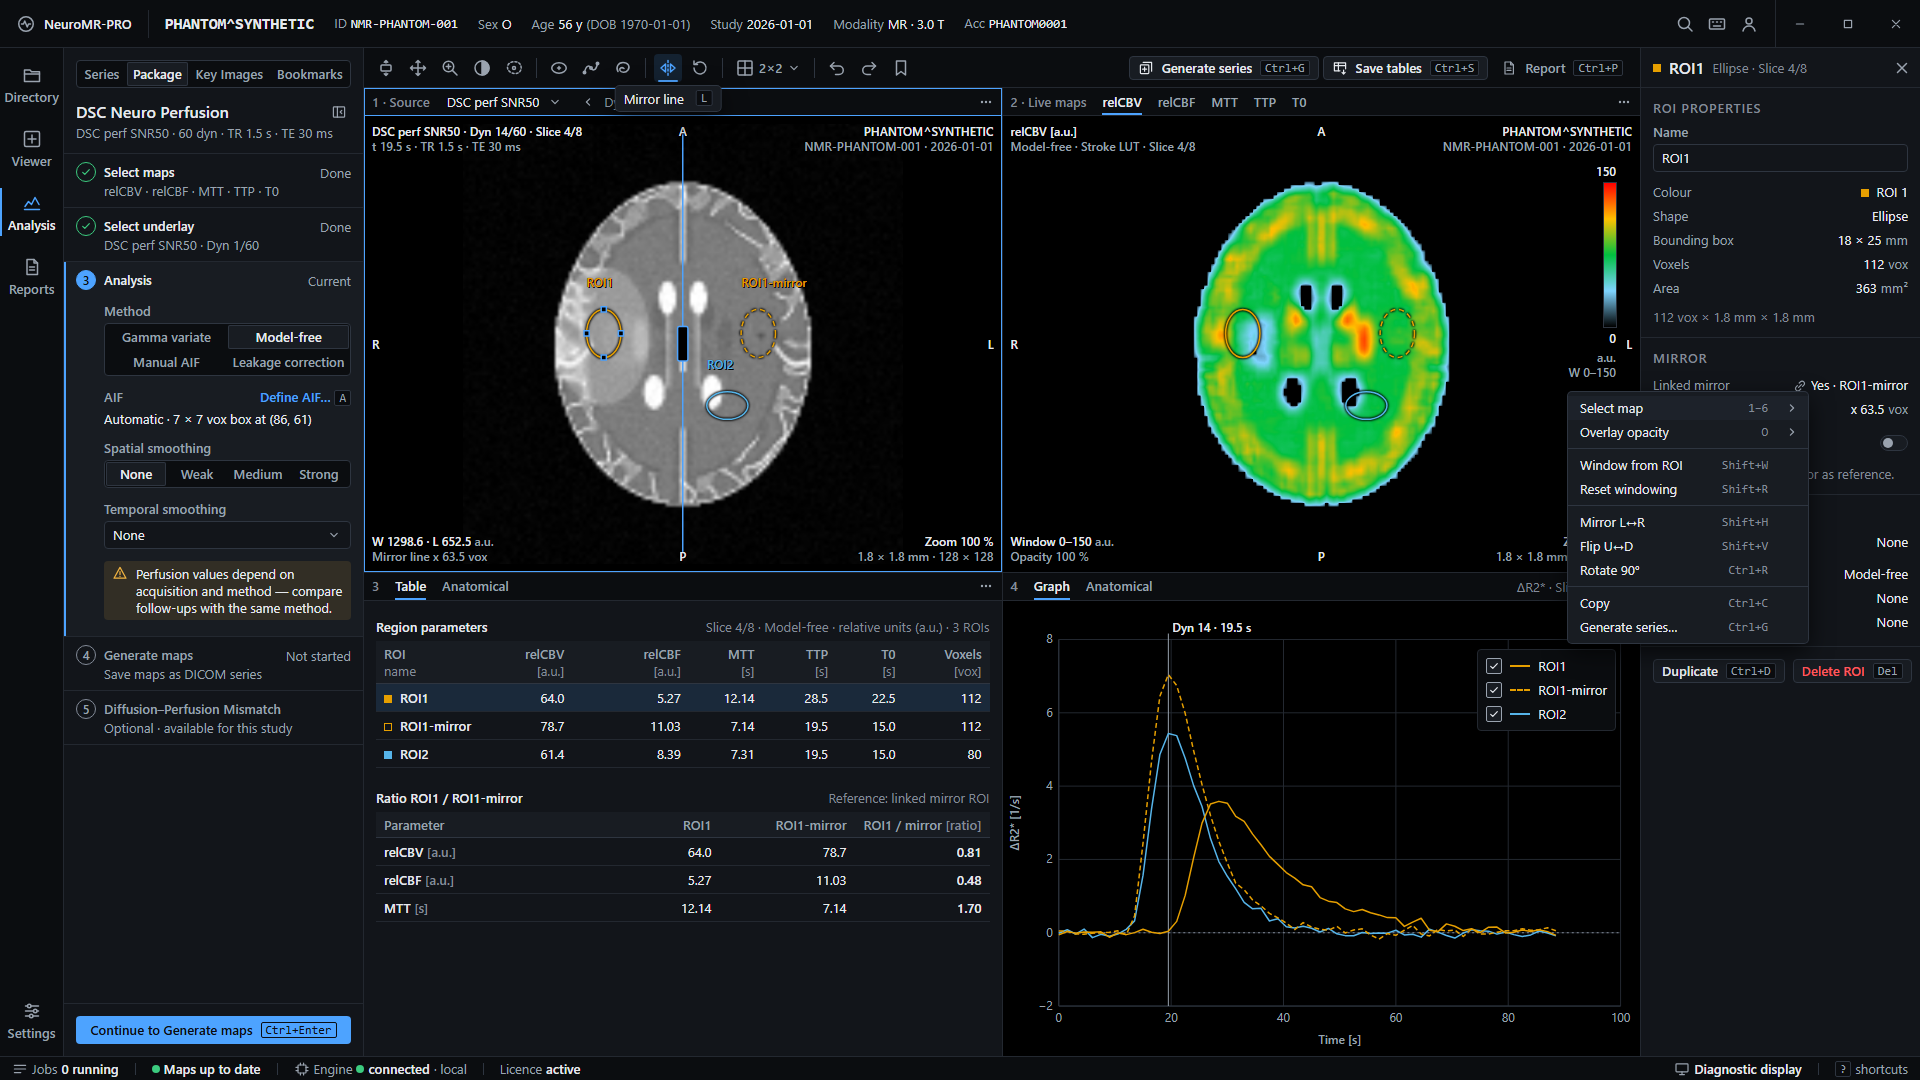 NeuroMR-PRO
PHANTOM^SYNTHETIC
ID NMR-PHANTOM-001
Sex O
Age 56 y (DOB 1970-01-01)
Study 2026-01-01
Modality MR · 3.0 T
Acc PHANTOM0001
Directory
Viewer
Analysis
Reports
Settings
Series
Package
Key Images
Bookmarks
DSC Neuro Perfusion
DSC perf SNR50 · 60 dyn · TR 1.5 s · TE 30 ms
Select maps
Done
relCBV · relCBF · MTT · TTP · T0
Select underlay
Done
DSC perf SNR50 · Dyn 1/60
3 Analysis
Current
Method
Gamma variate
Model-free
Manual AIF
Leakage correction
AIF
Define AIF... A
Automatic · 7 × 7 vox box at (86, 61)
Spatial smoothing
None Weak Medium Strong
Temporal smoothing
None
Perfusion values depend on
acquisition and method — compare
follow-ups with the same method.
4 Generate maps
Not started
Save maps as DICOM series
5 Diffusion–Perfusion Mismatch
Optional · available for this study
Continue to Generate maps Ctrl+Enter
2×2
Generate series Ctrl+G
Save tables Ctrl+S
Report Ctrl+P
Mirror line L
1 · Source
DSC perf SNR50
DSC perf SNR50 · Dyn 14/60 · Slice 4/8
t 19.5 s · TR 1.5 s · TE 30 ms
A
PHANTOM^SYNTHETIC
NMR-PHANTOM-001 · 2026-01-01
ROI1
ROI1-mirror
ROI2
R
L
W 1298.6 · L 652.5 a.u.
Mirror line x 63.5 vox
P
Zoom 100 %
1.8 × 1.8 mm · 128 × 128
2 · Live maps
relCBV relCBF MTT TTP T0
relCBV [a.u.]
Model-free · Stroke LUT · Slice 4/8
A
PHANTOM^SYNTHETIC
NMR-PHANTOM-001 · 2026-01-01
150
0
a.u.
W 0–150
R
L
Window 0–150 a.u.
Opacity 100 %
P
1.8 × 1.8 mm
3 Table Anatomical
Region parameters
Slice 4/8 · Model-free · relative units (a.u.) · 3 ROIs
ROI relCBV relCBF MTT TTP T0 Voxels
name [a.u.] [a.u.] [s] [s] [s] [vox]
ROI1 64.0 5.27 12.14 28.5 22.5 112
ROI1-mirror 78.7 11.03 7.14 19.5 15.0 112
ROI2 61.4 8.39 7.31 19.5 15.0 80
Ratio ROI1 / ROI1-mirror
Reference: linked mirror ROI
Parameter ROI1 ROI1-mirror ROI1 / mirror [ratio]
relCBV [a.u.] 64.0 78.7 0.81
relCBF [a.u.] 5.27 11.03 0.48
MTT [s] 12.14 7.14 1.70
4 Graph Anatomical
ΔR2* ·
Dyn 14 · 19.5 s
ROI1
ROI1-mirror
ROI2
8
6
4
2
0
−2
ΔR2* [1/s]
0 20 40 60 80 100
Time [s]
ROI1 Ellipse · Slice 4/8
ROI PROPERTIES
Name
ROI1
Colour ROI 1
Shape Ellipse
Bounding box 18 × 25 mm
Voxels 112 vox
Area 363 mm²
112 vox × 1.8 mm × 1.8 mm
MIRROR
Linked mirror Yes · ROI1-mirror
x 63.5 vox
as reference.
None
Model-free
None
None
Duplicate Ctrl+D
Delete ROI Del
Select map 1–6
Overlay opacity O
Window from ROI Shift+W
Reset windowing Shift+R
Mirror L↔R Shift+H
Flip U↔D Shift+V
Rotate 90° Ctrl+R
Copy Ctrl+C
Generate series... Ctrl+G
Jobs 0 running
Maps up to date
Engine connected · local
Licence active
Diagnostic display
? shortcuts